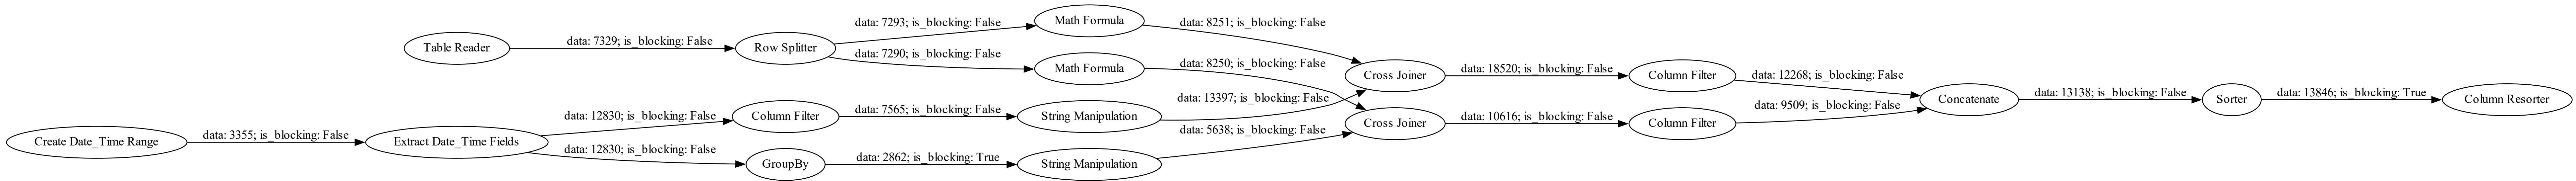 data: 7293; is_blocking: False
Math Formula
data: 8251; is_blocking: False
Table Reader
data: 7329; is_blocking: False
Row Splitter
data: 7290; is_blocking: False
Math Formula
data: 8250; is_blocking: False
Cross Joiner
data: 18520; is_blocking: False
Column Filter
data: 12268; is_blocking: False
data: 13397; is_blocking: False
data: 12830; is_blocking: False
Column Filter
data: 7565; is_blocking: False
String Manipulation
Cross Joiner
data: 10616; is_blocking: False
Column Filter
data: 9509; is_blocking: False
Concatenate
data: 13138; is_blocking: False
Sorter
data: 13846; is_blocking: True
Column Resorter
Create Date_Time Range
data: 3355; is_blocking: False
Extract Date_Time Fields
data: 12830; is_blocking: False
GroupBy
data: 2862; is_blocking: True
String Manipulation
data: 5638; is_blocking: False